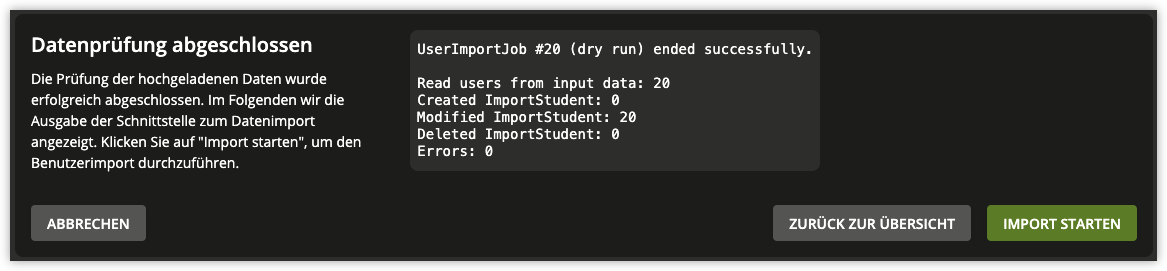 Datenprüfung abgeschlossen
Die Prüfung der hochgeladenen Daten wurde
erfolgreich abgeschlossen. Im Folgenden wir die
Ausgabe der Schnittstelle zum Datenimport
angezeigt. Klicken Sie auf "Import starten", um den
Benutzerimport durchzuführen.
UserImportJob #20 (dry run) ended successfully.
Read users from input data: 20
Created ImportStudent: 0
Modified ImportStudent: 20
Deleted ImportStudent: 0
Errors: 0
ABBRECHEN
ZURÜCK ZUR ÜBERSICHT
IMPORT STARTEN